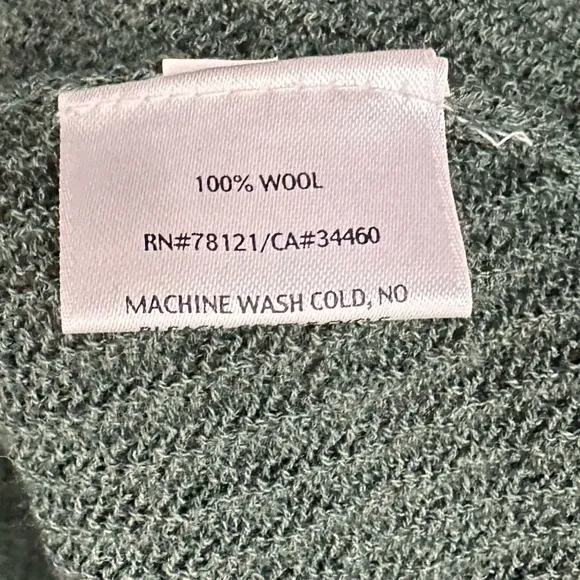 100% WOOL
RN#78121/CA#34460
MACHINE WASH COLD, NO